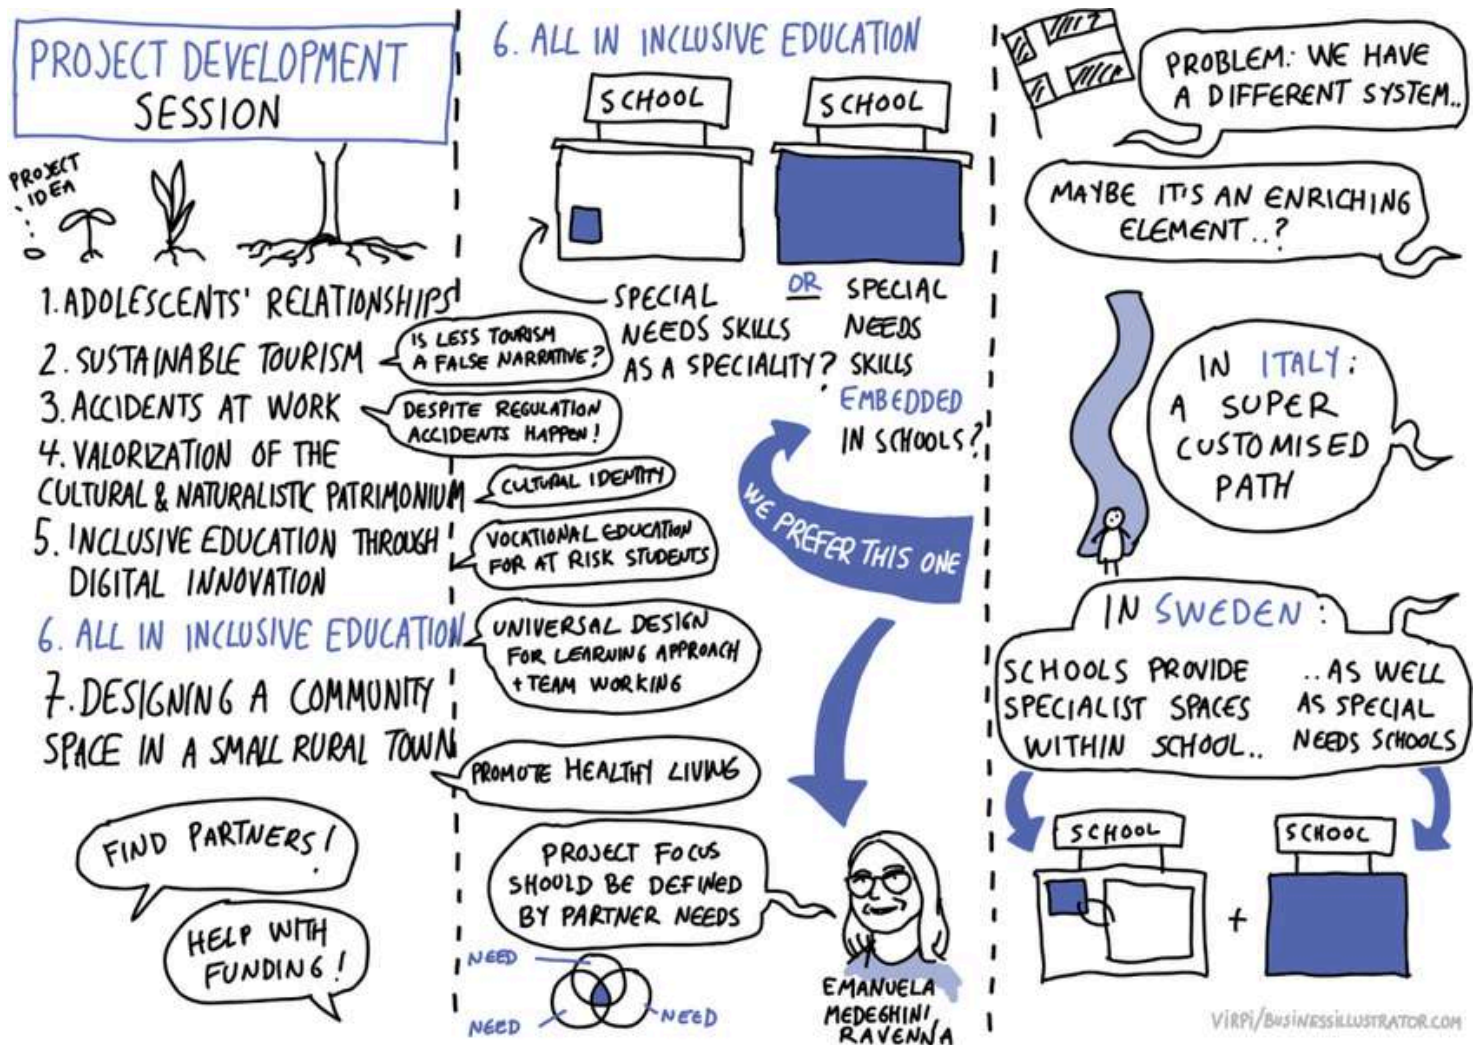 PROJECT DEVELOPMENT
SESSION
PROJECT
IDEA
1. ADOLESCENTS' RELATIONSHIPS
2. SUSTAINABLE TOURISM
IS LESS TOURISM
A FALSE NARRATIVE?
3. ACCIDENTS AT WORK
DESPITE REGULATION
ACCIDENTS HAPPEN!
4. VALORIZATION OF THE
CULTURAL & NATURALISTIC PATRIMONIUM
CULTURAL IDENTITY
5. INCLUSIVE EDUCATION THROUGH
DIGITAL INNOVATION
VOCATIONAL EDUCATION
FOR AT RISK STUDENTS
6. ALL IN INCLUSIVE EDUCATION
UNIVERSAL DESIGN
FOR LEARNING APPROACH
+ TEAM WORKING
7. DESIGNING A COMMUNITY
SPACE IN A SMALL RURAL TOWN
PROMOTE HEALTHY LIVING
FIND PARTNERS!
HELP WITH
FUNDING!
6. ALL IN INCLUSIVE EDUCATION
SCHOOL
SCHOOL
SPECIAL
NEEDS SKILLS
AS A SPECIALITY?
OR SPECIAL
NEEDS
SKILLS
EMBEDDED
IN SCHOOLS?
WE PREFER THIS ONE
PROJECT FOCUS
SHOULD BE DEFINED
BY PARTNER NEEDS
NEED
NEED
NEED
EMANUELA
MEDEGHINI
RAVENNA
PROBLEM: WE HAVE
A DIFFERENT SYSTEM..
MAYBE IT'S AN ENRICHING
ELEMENT..?
IN ITALY:
A SUPER
CUSTOMISED
PATH
IN SWEDEN:
SCHOOLS PROVIDE
SPECIALIST SPACES
WITHIN SCHOOL..
..AS WELL
AS SPECIAL
NEEDS SCHOOLS
SCHOOL
+
SCHOOL
VIRPI/BUSINESSILLUSTRATOR.COM